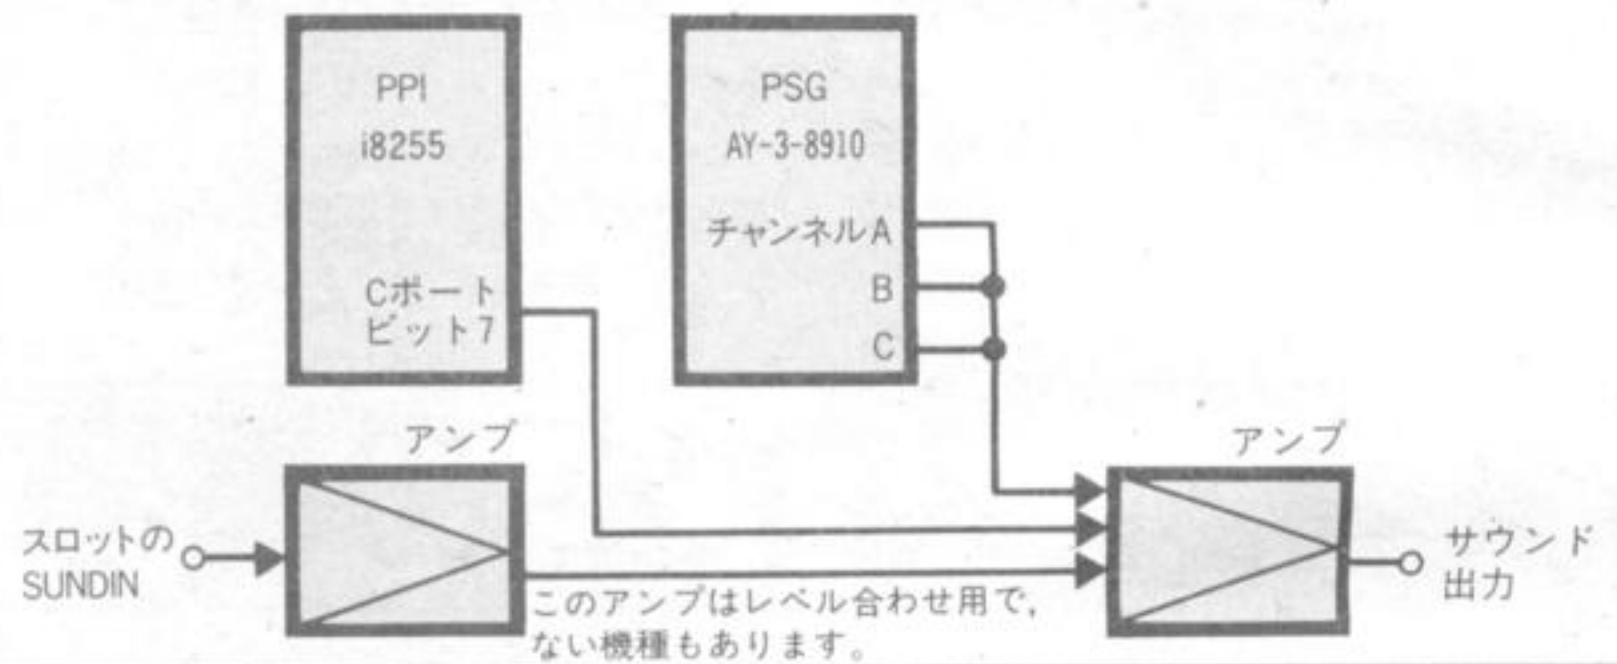 PPI
i8255
Cポート
ビット7
PSG
AY-3-8910
チャンネルA
B
C
アンプ
アンプ
スロットの
SUNDIN
このアンプはレベル合わせ用で,
ない機種もあります。
サウンド
出力